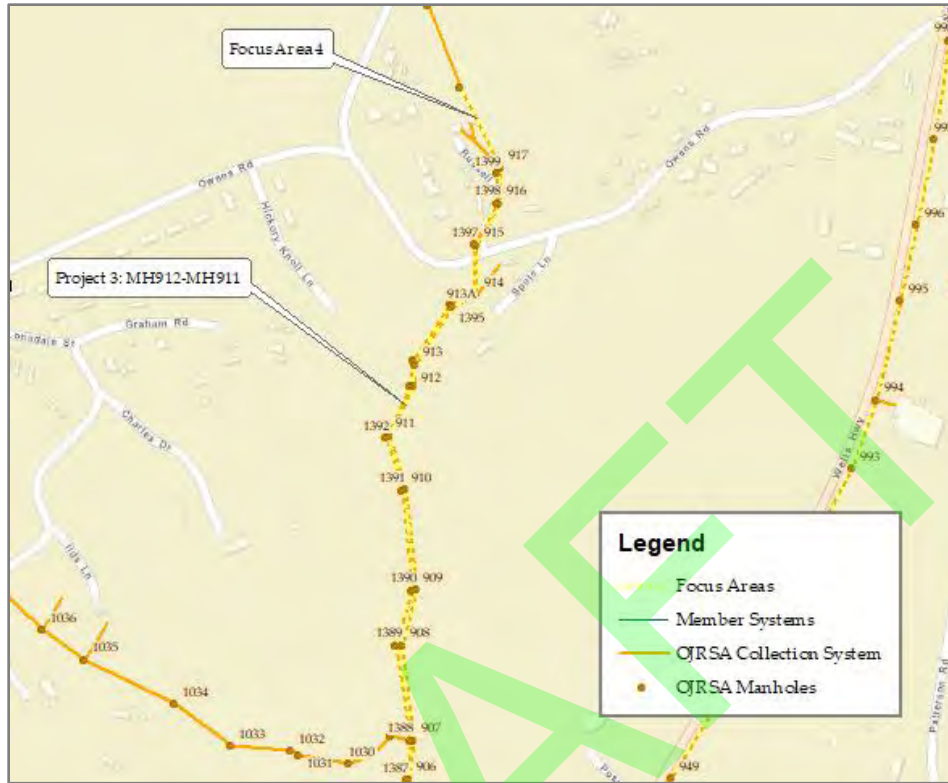 Focus Area 4
Owens Rd
Hickory Knoll Ln
Owens Rd
Russell
1399 917
1398 916
1397 915
914
913A
1395
Project 3: MH912-MH911
Graham Rd
Charles Dr
913
912
911
1392
1391 910
1390 909
1389 908
1388 907
1387 906
1036
1035
1034
1033
1032
1031
1030
996
995
994
993
Wells Hwy
949
Patterson Rd
Legend
Focus Areas
Member Systems
OJRSA Collection System
OJRSA Manholes
AFT